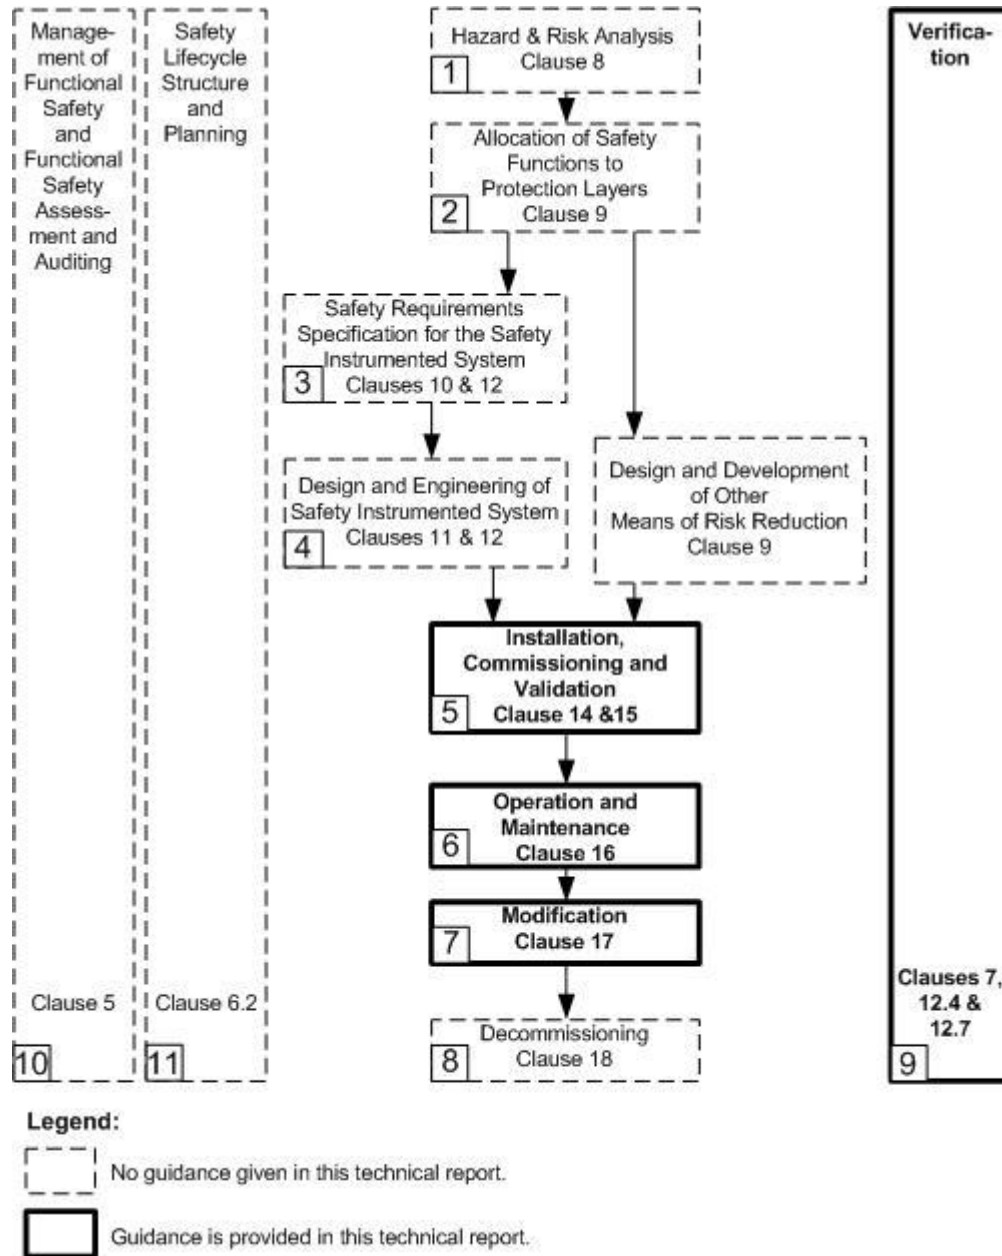 Manage-
ment of
Functional
Safety
and
Functional
Safety
Assess-
ment and
Auditing
Clause 5
10
Safety
Lifecycle
Structure
and
Planning
Clause 6.2
11
Hazard & Risk Analysis
Clause 8
1
Allocation of Safety
Functions to
Protection Layers
Clause 9
2
Safety Requirements
Specification for the Safety
Instrumented System
Clauses 10 & 12
3
Design and Engineering of
Safety Instrumented System
Clauses 11 & 12
4
Design and Development
of Other
Means of Risk Reduction
Clause 9
Installation,
Commissioning and
Validation
Clause 14 &15
5
Operation and
Maintenance
Clause 16
6
Modification
Clause 17
7
Decommissioning
Clause 18
8
Verifica-
tion
Clauses 7,
12.4 &
12.7
9
Legend:
No guidance given in this technical report.
Guidance is provided in this technical report.